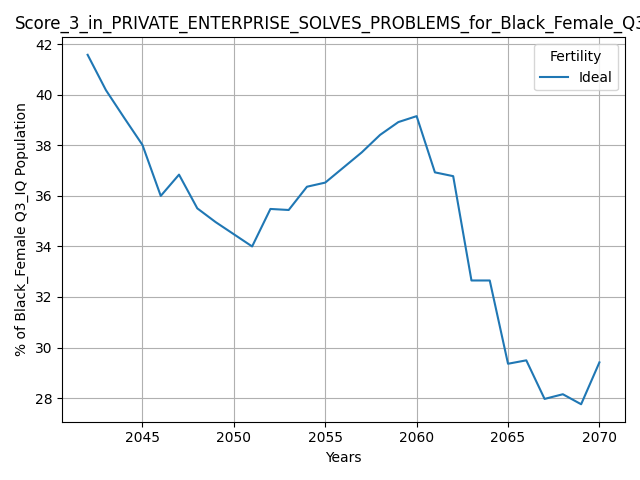 Score_3_in_PRIVATE_ENTERPRISE_SOLVES_PROBLEMS_for_Black_Female_Q3
Fertility
Ideal
% of Black_Female Q3_IQ Population
42
40
38
36
34
32
30
28
2045 2050 2055 2060 2065 2070
Years